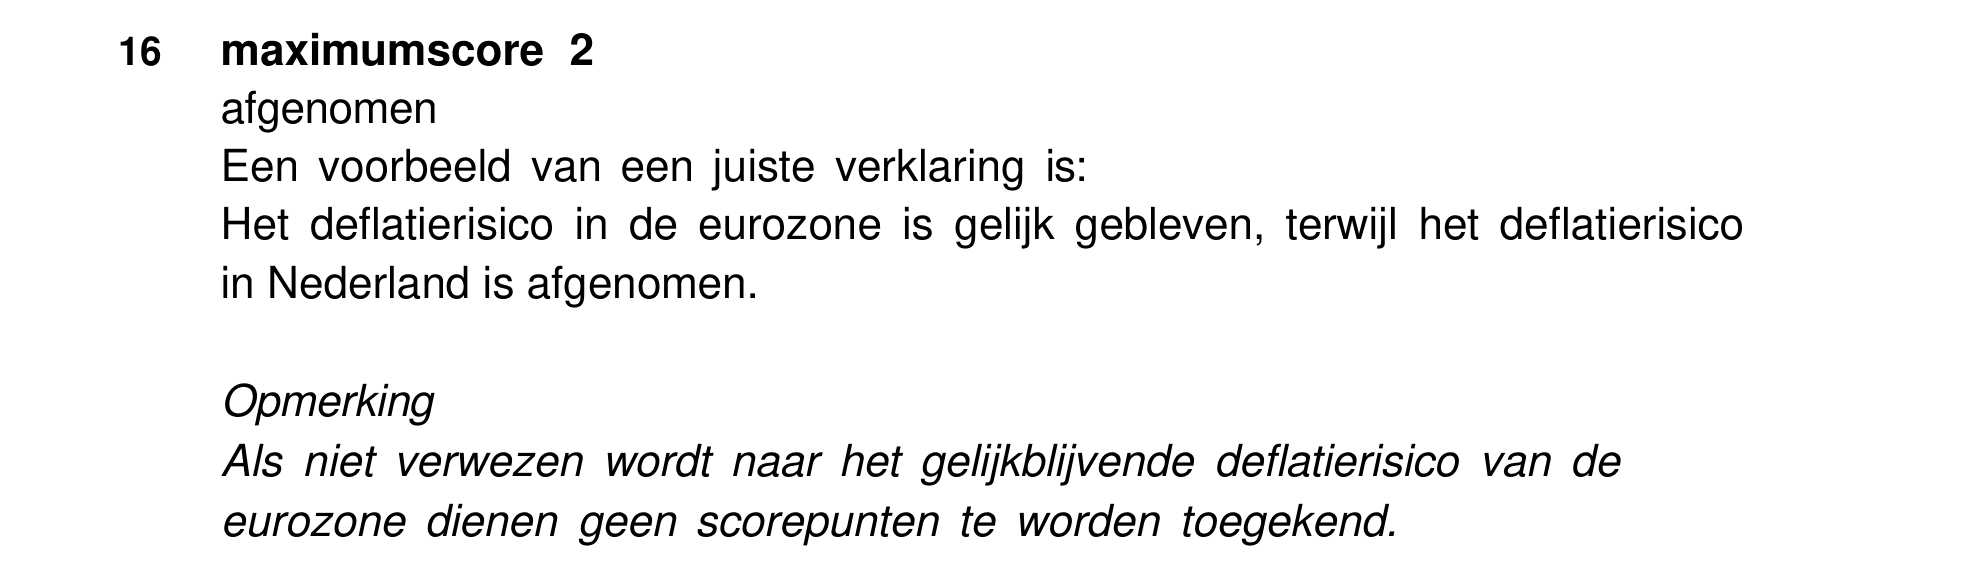 16 maximumscore 2
afgenomen
Een voorbeeld van een juiste verklaring is:
Het deflatierisico in de eurozone is gelijk gebleven, terwijl het deflatierisico
in Nederland is afgenomen.
Opmerking
Als niet verwezen wordt naar het gelijkblijvende deflatierisico van de
eurozone dienen geen scorepunten te worden toegekend.